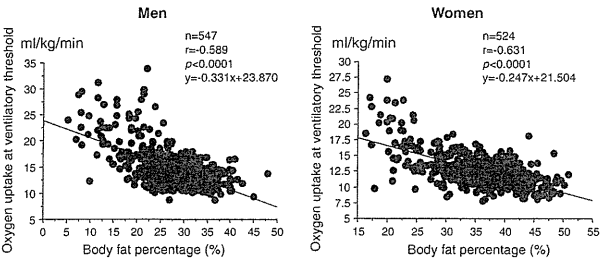 Men
ml/kg/min
n=547
r=-0.589
p<0.0001
y=-0.331x+23.870
Oxygen uptake at ventilatory threshold
35
30
25
20
15
10
5
0 5 10 15 20 25 30 35 40 45 50
Body fat percentage (%)
Women
ml/kg/min
n=524
r=-0.631
p<0.0001
y=-0.247x+21.504
Oxygen uptake at ventilatory threshold
30
27.5
25
22.5
20
17.5
15
12.5
10
7.5
5
15 20 25 30 35 40 45 50 55
Body fat percentage (%)